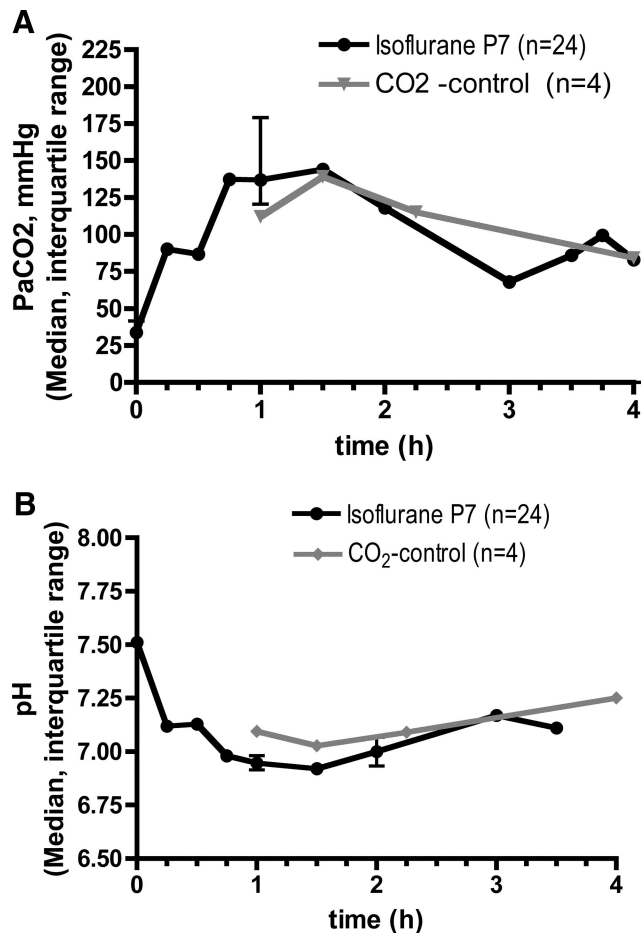 A
Isoflurane P7 (n=24)
CO2 -control (n=4)
PaCO2, mmHg
(Median, interquartile range)
225
200
175
150
125
100
75
50
25
0
0 1 2 3 4
time (h)
B
Isoflurane P7 (n=24)
CO₂-control (n=4)
pH
(Median, interquartile range)
8.00
7.75
7.50
7.25
7.00
6.75
6.50
0 1 2 3 4
time (h)